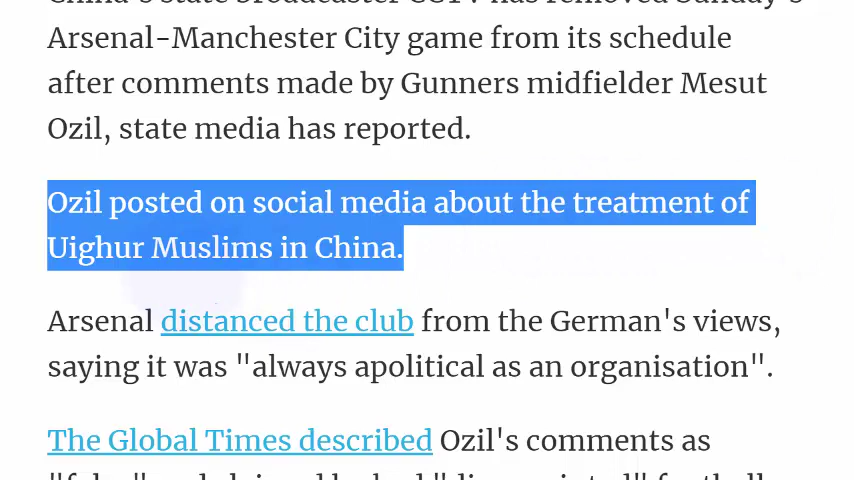 Arsenal-Manchester City game from its schedule
after comments made by Gunners midfielder Mesut
Ozil, state media has reported.
Ozil posted on social media about the treatment of
Uighur Muslims in China.
Arsenal distanced the club from the German's views,
saying it was "always apolitical as an organisation".
The Global Times described Ozil's comments as